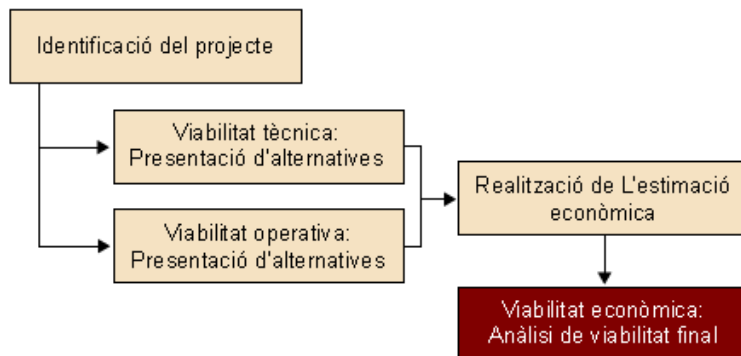 Identificació del projecte
Viabilitat tècnica:
Presentació d'alternatives
Viabilitat operativa:
Presentació d'alternatives
Realització de L'estimació
econòmica
Viabilitat econòmica:
Anàlisi de viabilitat final